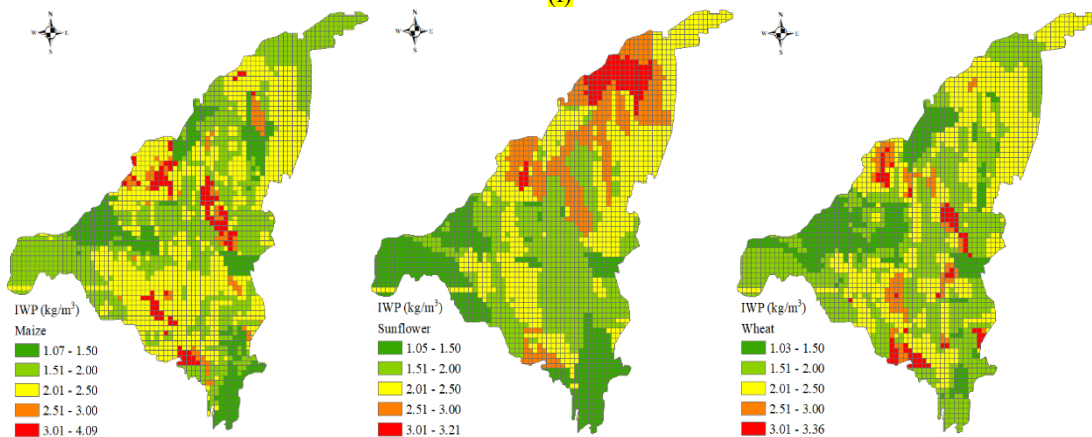 (1)
N
W E
S
IWP (kg/m³)
Maize
1.07 - 1.50
1.51 - 2.00
2.01 - 2.50
2.51 - 3.00
3.01 - 4.09
N
W E
S
IWP (kg/m³)
Sunflower
1.05 - 1.50
1.51 - 2.00
2.01 - 2.50
2.51 - 3.00
3.01 - 3.21
N
W E
S
IWP (kg/m³)
Wheat
1.03 - 1.50
1.51 - 2.00
2.01 - 2.50
2.51 - 3.00
3.01 - 3.36